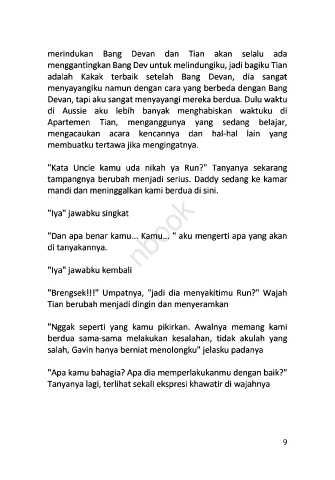 merindukan Bang Devan dan Tian akan selalu ada
menggantingkan Bang Dev untuk melindungiku, jadi bagiku Tian
adalah Kakak terbaik setelah Bang Devan, dia sangat
menyayangiku namun dengan cara yang berbeda dengan Bang
Devan, tapi aku sangat menyayangi mereka berdua. Dulu waktu
di Aussie aku lebih banyak menghabiskan waktuku di
Apartemen Tian, menganggunya yang sedang belajar,
mengacaukan acara kencannya dan hal-hal lain yang
membuatku tertawa jika mengingatnya.
"Kata Uncle kamu uda nikah ya Run?" Tanyanya sekarang
tampangnya berubah menjadi serius. Daddy sedang ke kamar
mandi dan meninggalkan kami berdua di sini.
"Iya" jawabku singkat
"Dan apa benar kamu... Kamu... " aku mengerti apa yang akan
di tanyakannya.
"Iya" jawabku kembali
"Brengsek!!!" Umpatnya, "jadi dia menyakitimu Run?" Wajah
Tian berubah menjadi dingin dan menyeramkan
"Nggak seperti yang kamu pikirkan. Awalnya memang kami
berdua sama-sama melakukan kesalahan, tidak akulah yang
salah, Gavin hanya berniat menolongku" jelasku padanya
"Apa kamu bahagia? Apa dia memperlakukanmu dengan baik?"
Tanyanya lagi, terlihat sekali ekspresi khawatir di wajahnya
nbook
9